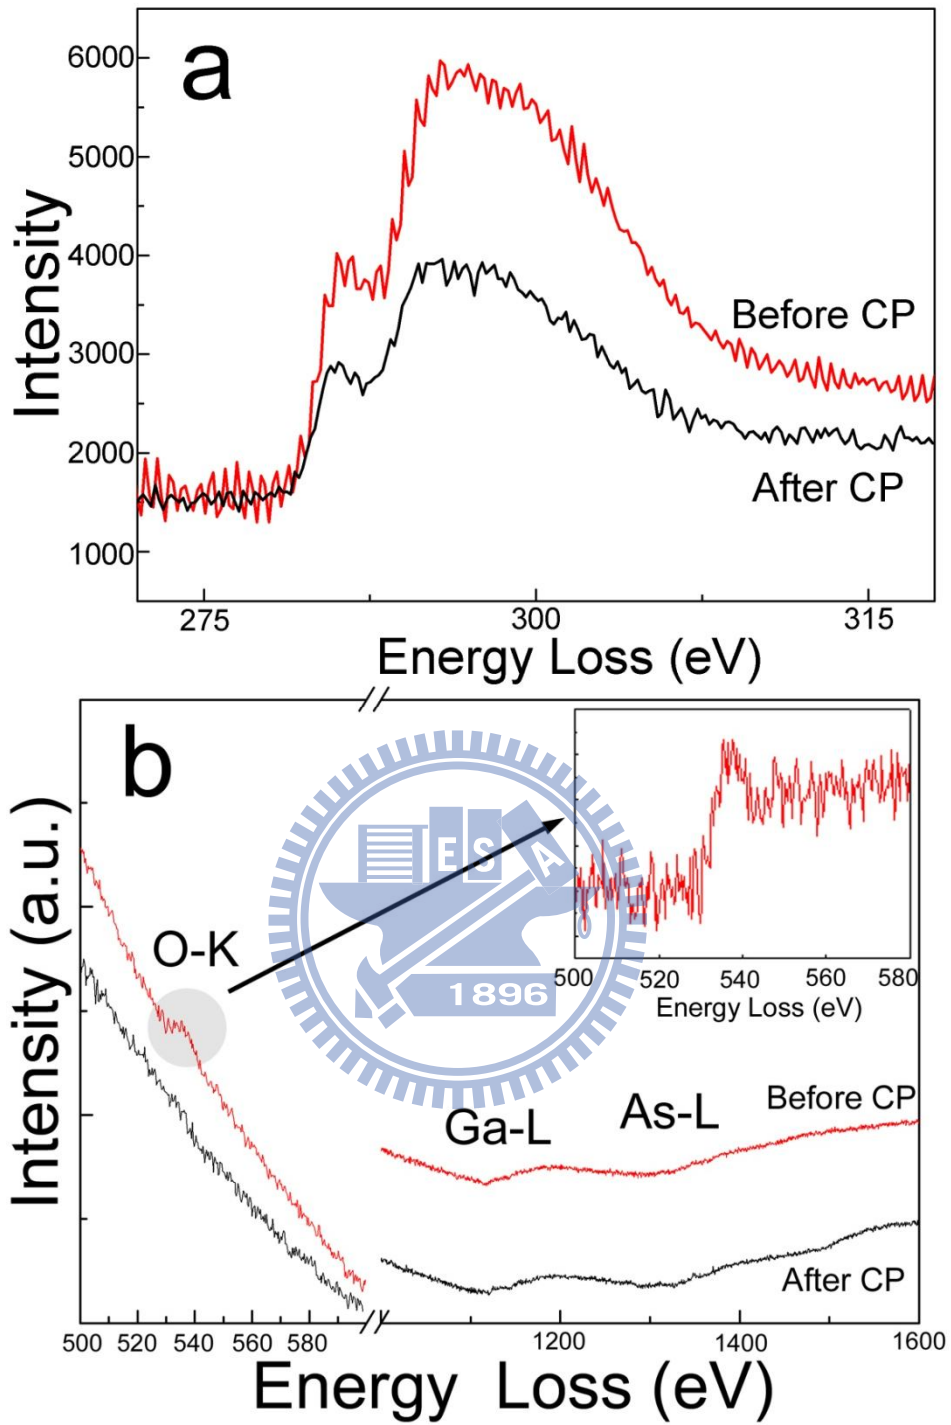 a
6000
5000
4000
3000
2000
1000
Intensity
Before CP
After CP
275
300
315
Energy Loss (eV)
b
Intensity (a.u.)
O-K
E S A
1896
500 520 540 560 580
Energy Loss (eV)
Ga-L
As-L
Before CP
After CP
500 520 540 560 580
1200 1400 1600
Energy Loss (eV)